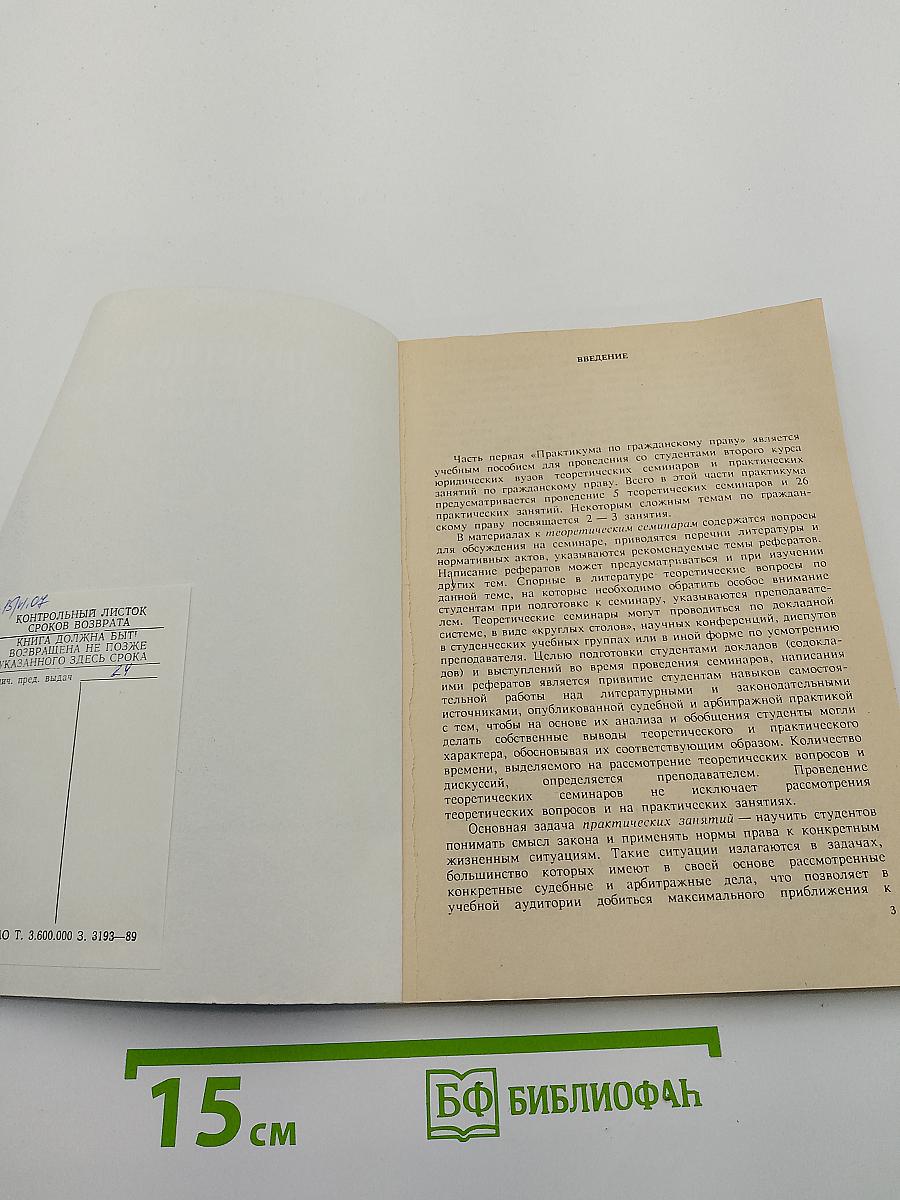 15/VI.07
КОНТРОЛЬНЫЙ ЛИСТОК
СРОКОВ ВОЗВРАТА
КНИГА ДОЛЖНА БЫТ
ВОЗВРАЩЕНА НЕ ПОЗЖЕ
УКАЗАННОГО ЗДЕСЬ СРОКА
ич. пред. выдач
24
Т. 3.600.000 З. 3193—89
ВВЕДЕНИЕ
Часть первая «Практикума по гражданскому праву» является
учебным пособием для проведения со студентами второго курса
юридических вузов теоретических семинаров и практических
занятий по гражданскому праву. Всего в этой части практикума
предусматривается проведение 5 теоретических семинаров и 26
практических занятий. Некоторым сложным темам по граждан-
скому праву посвящается 2 — 3 занятия.
В материалах к теоретическим семинарам содержатся вопросы
для обсуждения на семинаре, приводятся перечни литературы и
нормативных актов, указываются рекомендуемые темы рефератов.
Написание рефератов может предусматриваться и при изучении
других тем. Спорные в литературе теоретические вопросы по
данной теме, на которые необходимо обратить особое внимание
студентам при подготовке к семинару, указываются преподавате-
лем. Теоретические семинары могут проводиться по докладной
системе, в виде «круглых столов», научных конференций, диспутов
в студенческих учебных группах или в иной форме по усмотрению
преподавателя. Целью подготовки студентами докладов (содокла-
дов) и выступлений во время проведения семинаров, написания
ими рефератов является привитие студентам навыков самостоя-
тельной работы над литературными и законодательными
источниками, опубликованной судебной и арбитражной практикой
с тем, чтобы на основе их анализа и обобщения студенты могли
делать собственные выводы теоретического и практического
характера, обосновывая их соответствующим образом. Количество
времени, выделяемого на рассмотрение теоретических вопросов и
дискуссий, определяется преподавателем. Проведение
теоретических семинаров не исключает рассмотрения
теоретических вопросов и на практических занятиях.
Основная задача практических занятий — научить студентов
понимать смысл закона и применять нормы права к конкретным
жизненным ситуациям. Такие ситуации излагаются в задачах,
большинство которых имеют в своей основе рассмотренные
конкретные судебные и арбитражные дела, что позволяет в
учебной аудитории добиться максимального приближения к
3
15 см
БФ БИБЛИОФАН